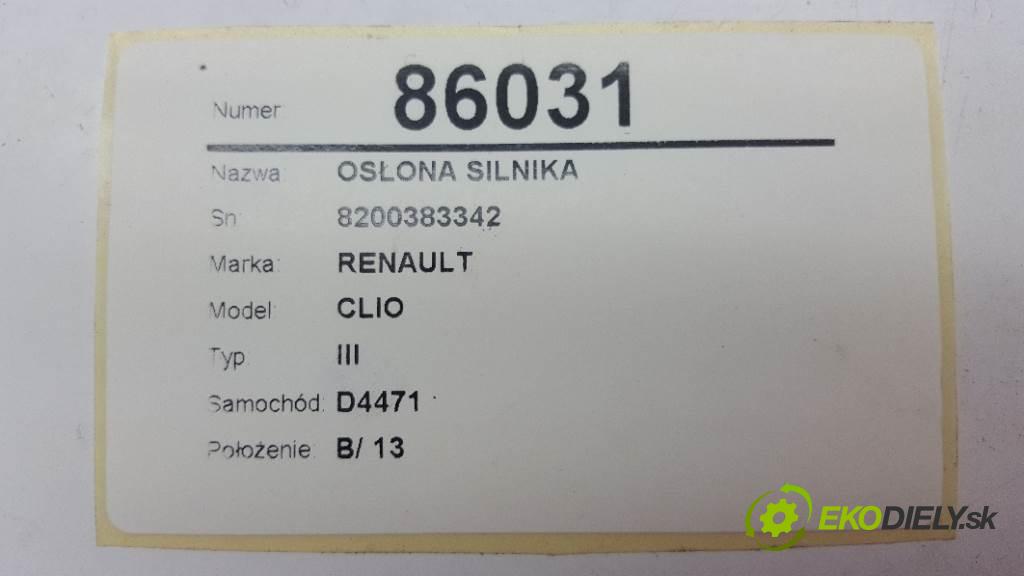 Numer: 86031
Nazwa: OSŁONA SILNIKA
Sn: 8200383342
Marka: RENAULT
Model: CLIO
Typ III
Samochód: D4471
Położenie: B/ 13
EKODIELY.sk